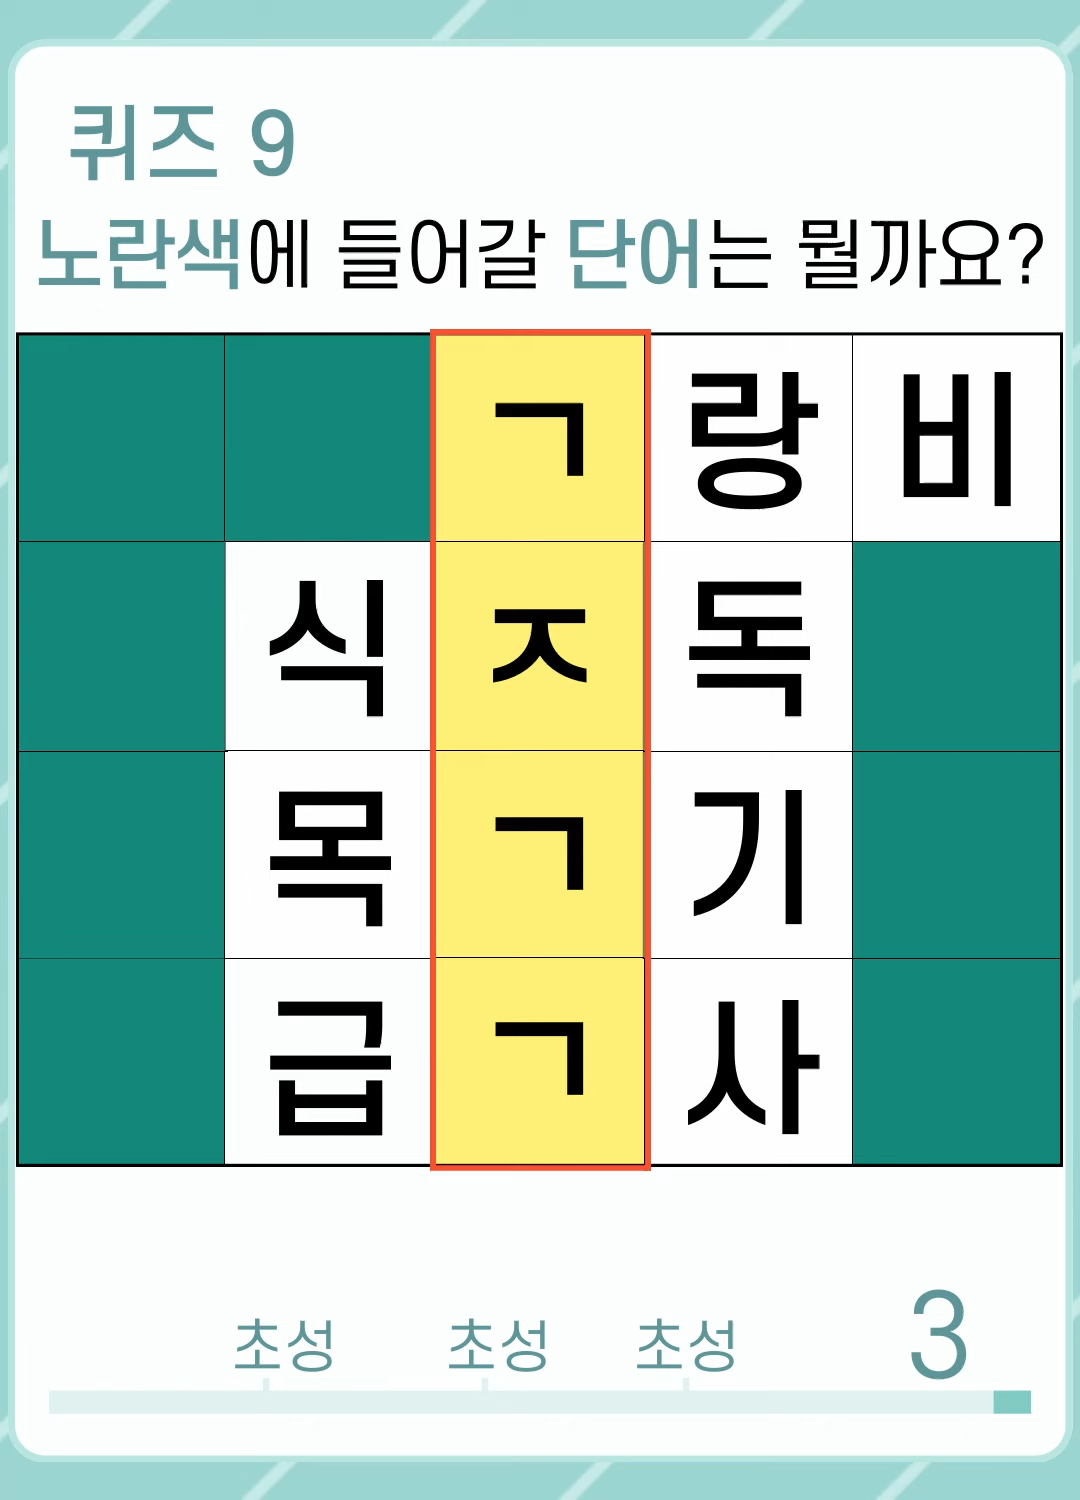 퀴즈 9
노란색에 들어갈 단어는 뭘까요?
ㄱ 랑 비
식 ㅈ 독
목 ㄱ 기
급 ㄱ 사
초성 초성 초성 3